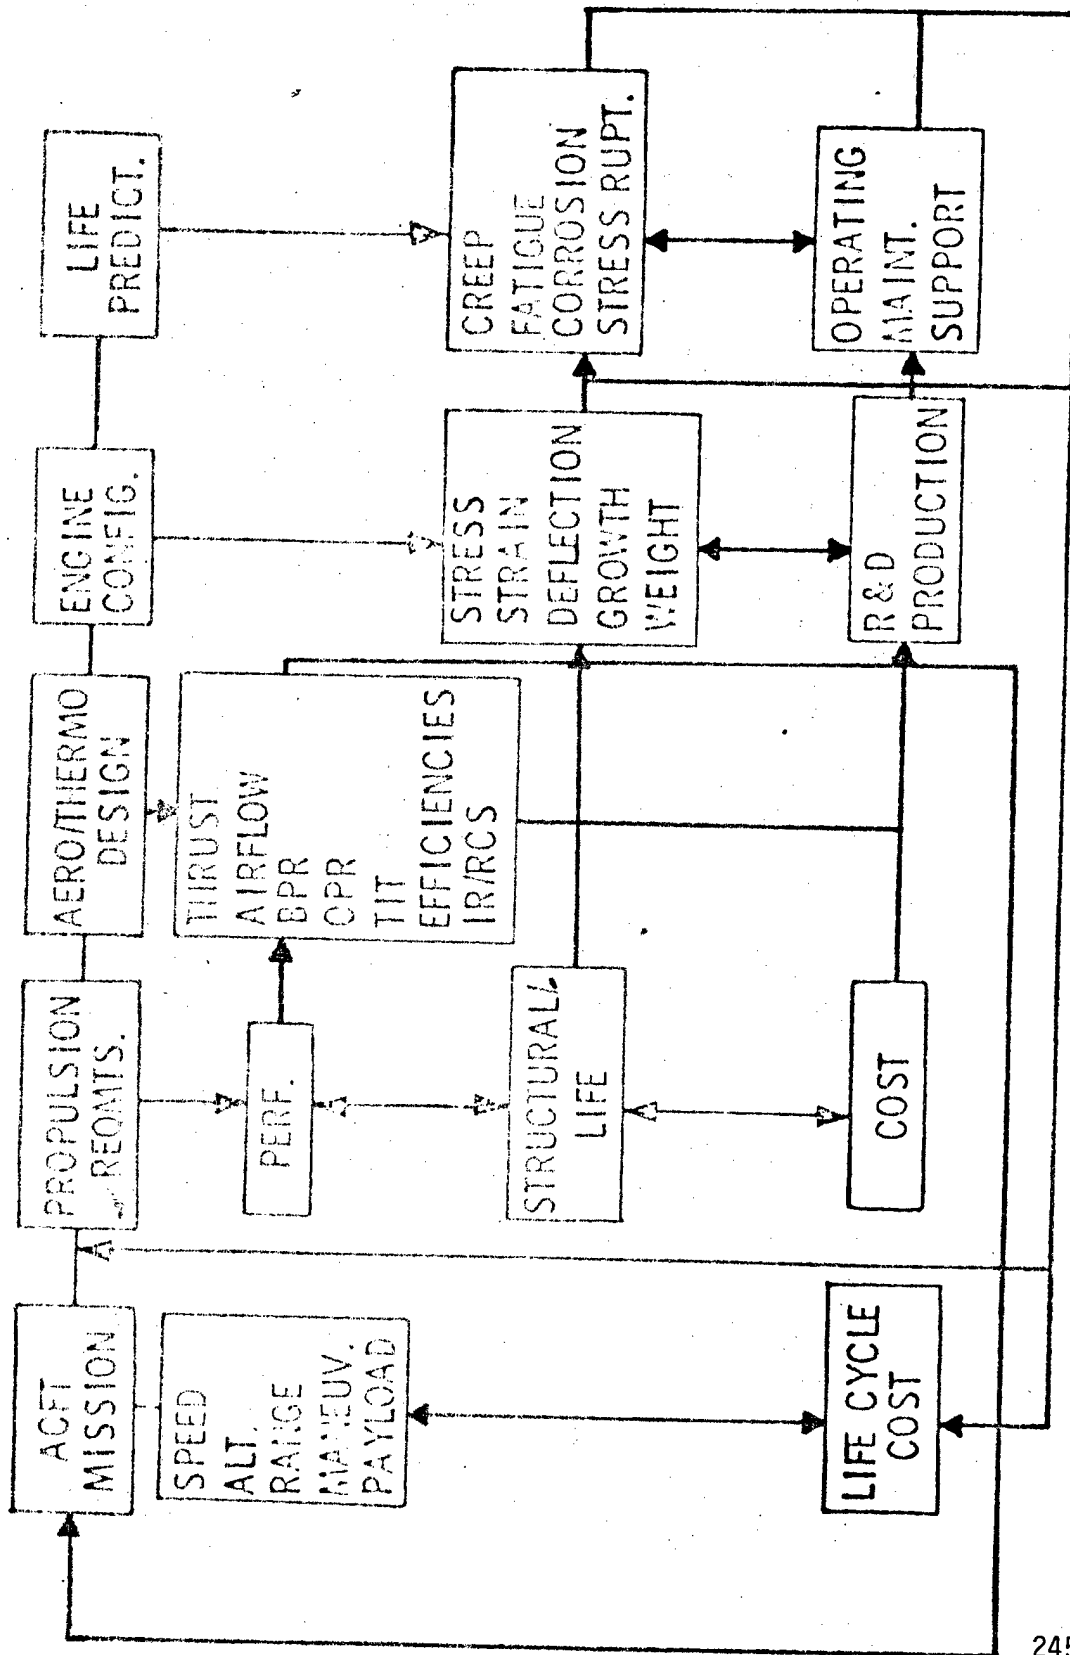 ACFT
MISSION
PROPULSION
REQMTS.
AERO/THERMO
DESIGN
ENGINE
CONFIG.
LIFE
PREDICT.
SPEED
ALT.
RANGE
MANEUV.
PAYLOAD
PERF.
THRUST
AIRFLOW
BPR
OPR
TIT
EFFICIENCIES
IR/RCS
STRUCTURAL/
LIFE
STRESS
STRAIN
DEFLECTION
GROWTH
WEIGHT
CREEP
FATIGUE
CORROSION
STRESS RUPT.
LIFE CYCLE
COST
COST
R & D
PRODUCTION
OPERATING
MAINT.
SUPPORT
245